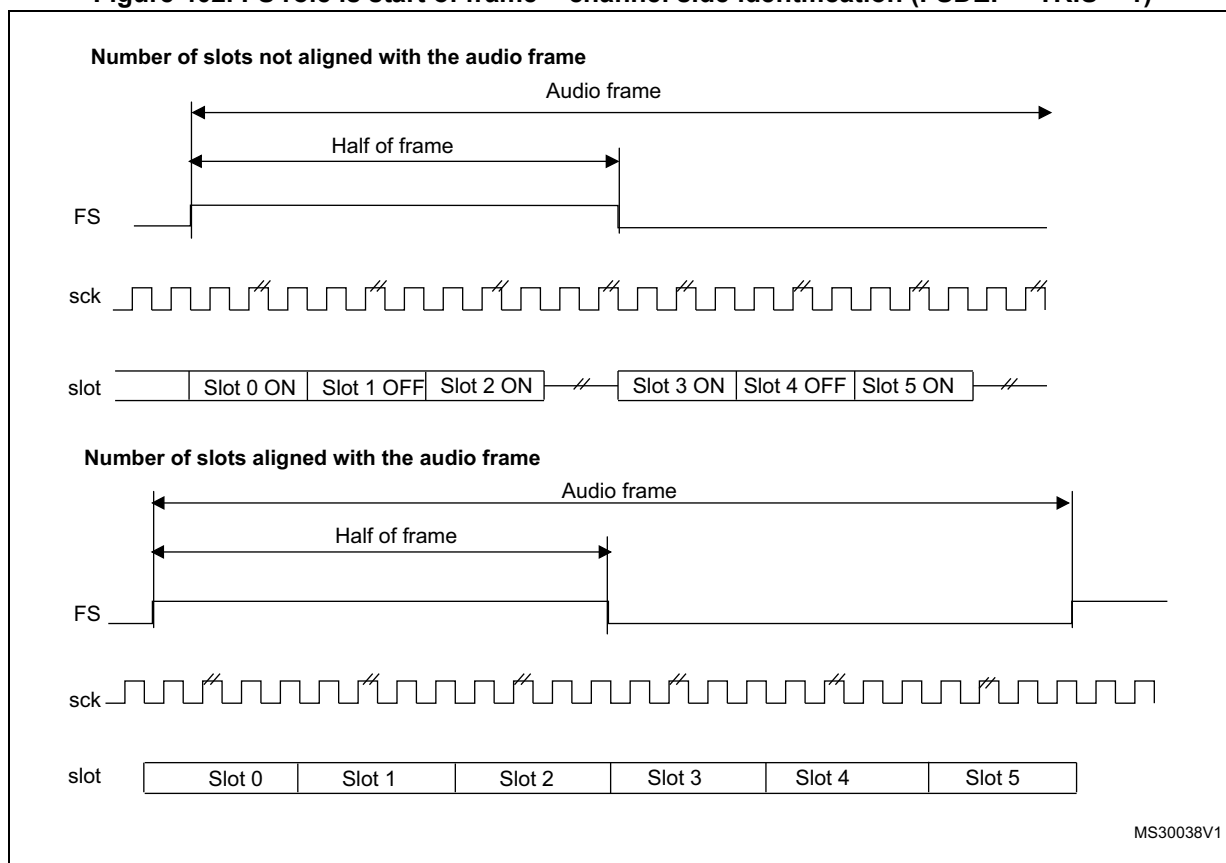 Number of slots not aligned with the audio frame
Audio frame
Half of frame
FS
sck
slot
Slot 0 ON
Slot 1 OFF
Slot 2 ON
Slot 3 ON
Slot 4 OFF
Slot 5 ON
Number of slots aligned with the audio frame
Audio frame
Half of frame
FS
sck
slot
Slot 0
Slot 1
Slot 2
Slot 3
Slot 4
Slot 5
MS30038V1